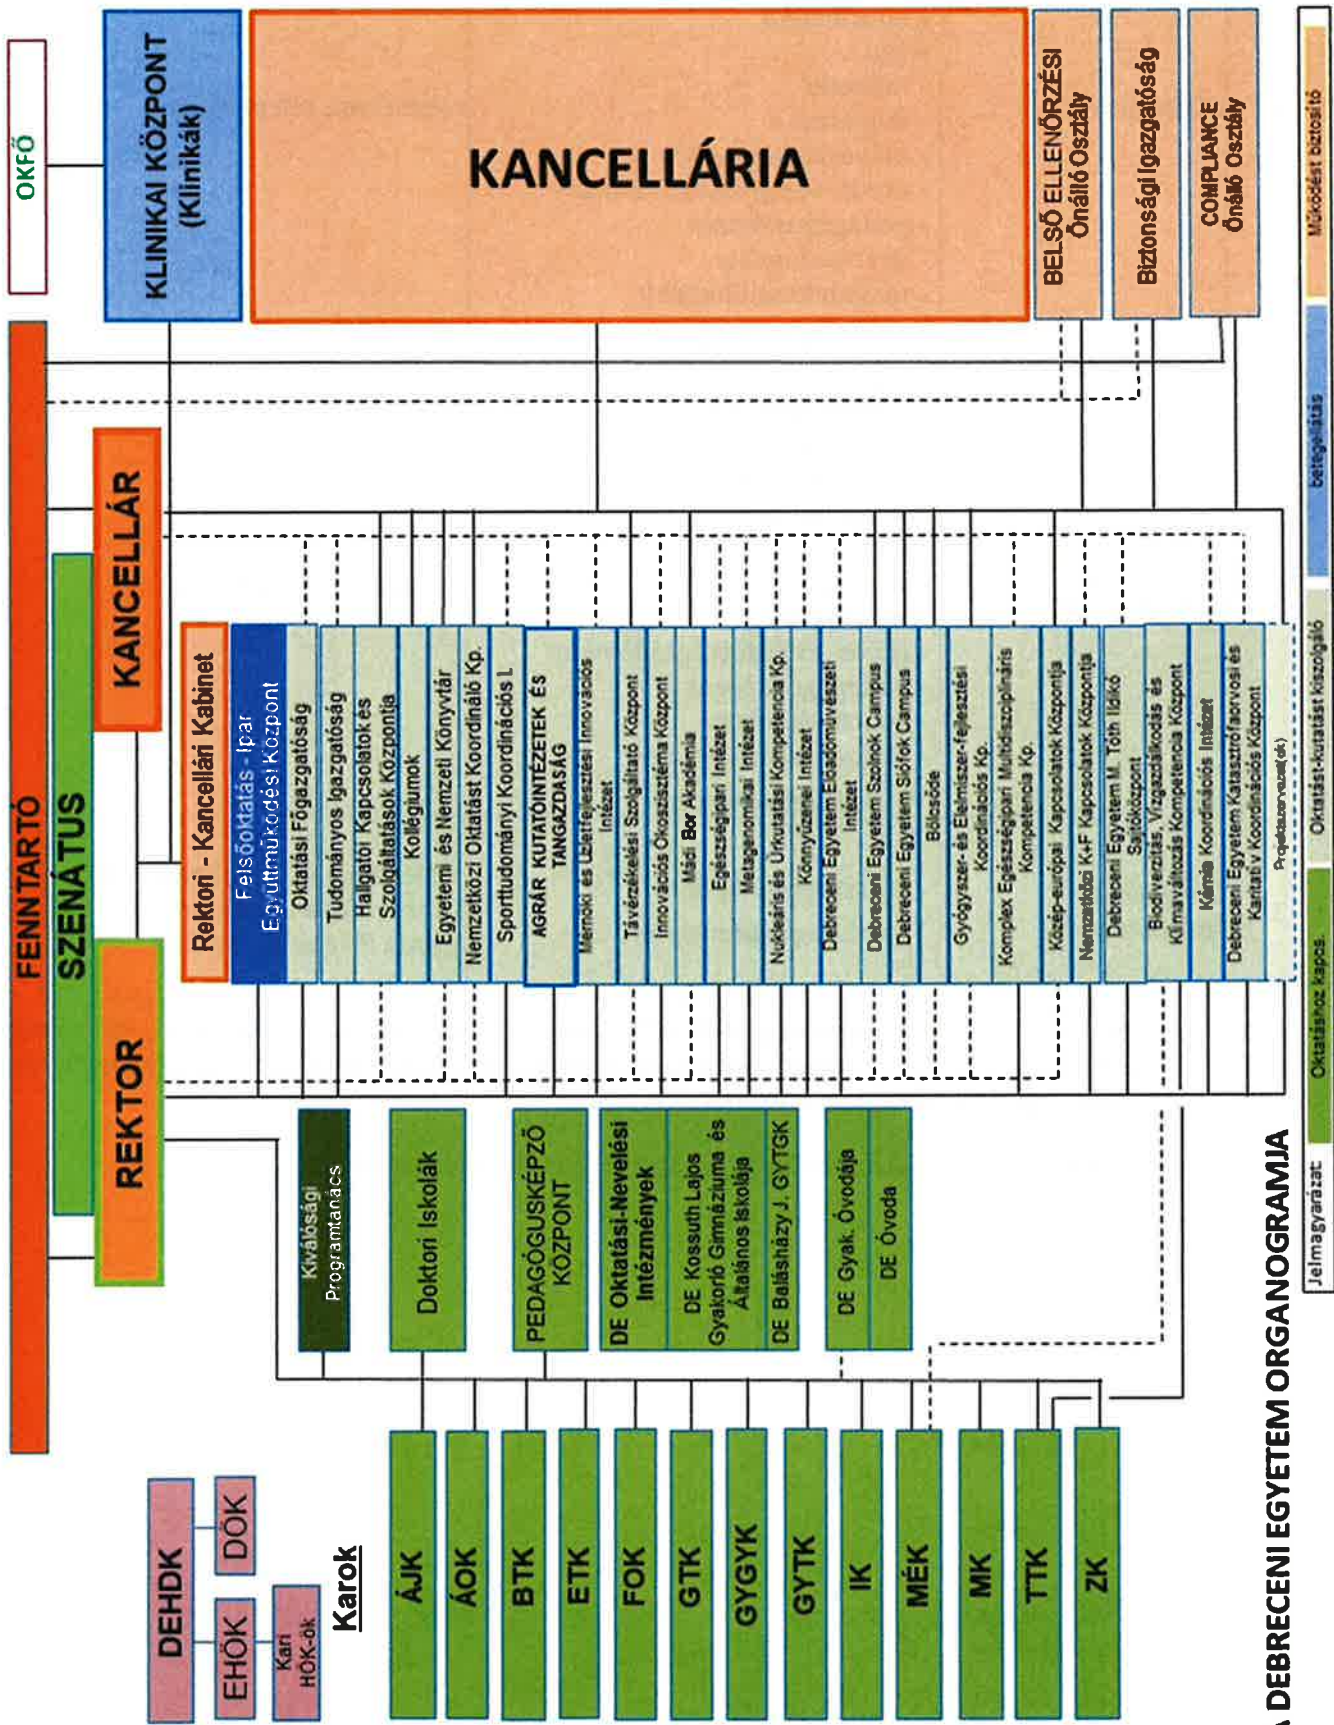 OKFŐ
FENNTARTÓ
SZENÁTUS
REKTOR
KANCELLÁR
KLINIKAI KÖZPONT
(Klinikák)
KANCELLÁRIA
BELSŐ ELLENŐRZÉSI
Önálló Osztály
Biztonsági Igazgatóság
COMPLIANCE
Önálló Osztály
DEHDK
EHÖK
DÖK
Kari
HÖK-ök
Karok
ÁJK
ÁOK
BTK
ETK
FOK
GTK
GYGYK
GYTK
IK
MÉK
MK
TTK
ZK
Kiválósági
Programtanács
Doktori Iskolák
PEDAGÓGUSKÉPZŐ
KÖZPONT
DE Oktatási-Nevelési
Intézmények
DE Kossuth Lajos
Gyakorló Gimnáziuma és
Általános Iskolája
DE Balásházy J. GYTGK
DE Gyak. Óvodája
DE Óvoda
Rektori - Kancellári Kabinet
Felsőoktatás - Ipar
Együttműködési Központ
Oktatási Főigazgatóság
Tudományos Igazgatóság
Hallgatói Kapcsolatok és
Szolgáltatások Központja
Kollégiumok
Egyetemi és Nemzeti Könyvtár
Nemzetközi Oktatást Koordináló Kp.
Sporttudományi Koordinációs I.
AGRÁR KUTATÓINTÉZETEK ÉS
TANGAZDASÁG
Mérnöki és Üzletfejlesztési Innovációs
Intézet
Távérzékelési Szolgáltató Központ
Innovációs Ökoszisztéma Központ
Mádi Bor Akadémia
Egészségipari Intézet
Metagenomikai Intézet
Nukleáris és Űrkutatási Kompetencia Kp.
Könnyűzenei Intézet
Debreceni Egyetem Előadóművészeti
Intézet
Debreceni Egyetem Szolnok Campus
Debreceni Egyetem Siófok Campus
Bölcsőde
Gyógyszer- és Élelmiszer-fejlesztési
Koordinációs Kp.
Komplex Egészségipari Multidiszciplináris
Kompetencia Kp.
Közép-európai Kapcsolatok Központja
Nemzetközi K+F Kapcsolatok Központja
Debreceni Egyetem M. Tóth Ildikó
Sajtóközpont
Biodiverzitás, Vízgazdálkodás és
Klímaváltozás Kompetencia Központ
Kémia Koordinációs Intézet
Debreceni Egyetem Katasztrófaorvosi és
Karitatív Koordinációs Központ
Projektszervezet(ek)
A DEBRECENI EGYETEM ORGANOGRAMJA
Jelmagyarázat
Oktatáshoz kapcs.
Oktatást-kutatást kiszolgáló
betegellátás
Működést biztosító